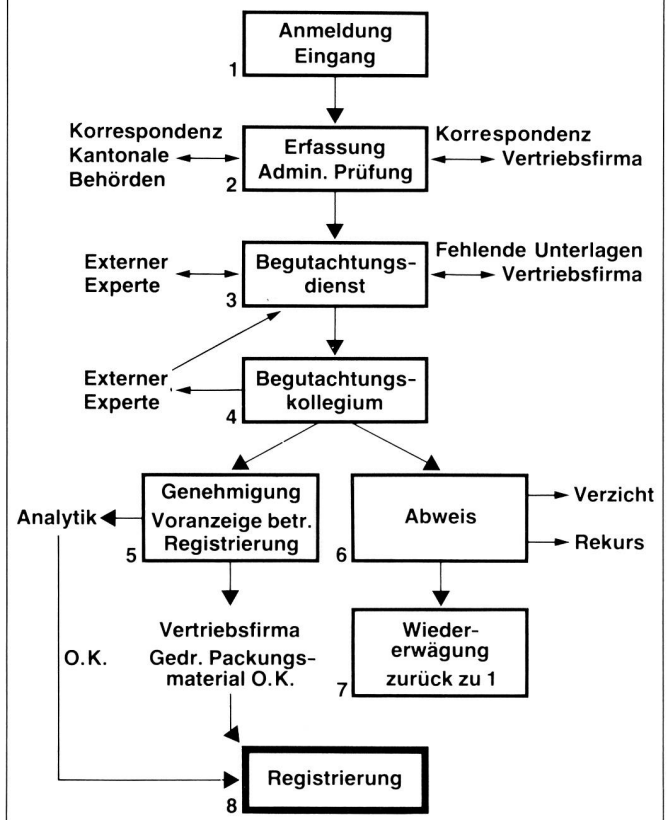 Anmeldung
Eingang
1
Korrespondenz
Kantonale
Behörden
Erfassung
Admin. Prüfung
2
Korrespondenz
Vertriebsfirma
Externer
Experte
Begutachtungs-
dienst
3
Fehlende Unterlagen
Vertriebsfirma
Externer
Experte
Begutachtungs-
kollegium
4
Analytik
Genehmigung
Voranzeige betr.
Registrierung
5
Abweis
6
Verzicht
Rekurs
O.K.
Vertriebsfirma
Gedr. Packungs-
material O.K.
Wieder-
erwägung
zurück zu 1
7
Registrierung
8